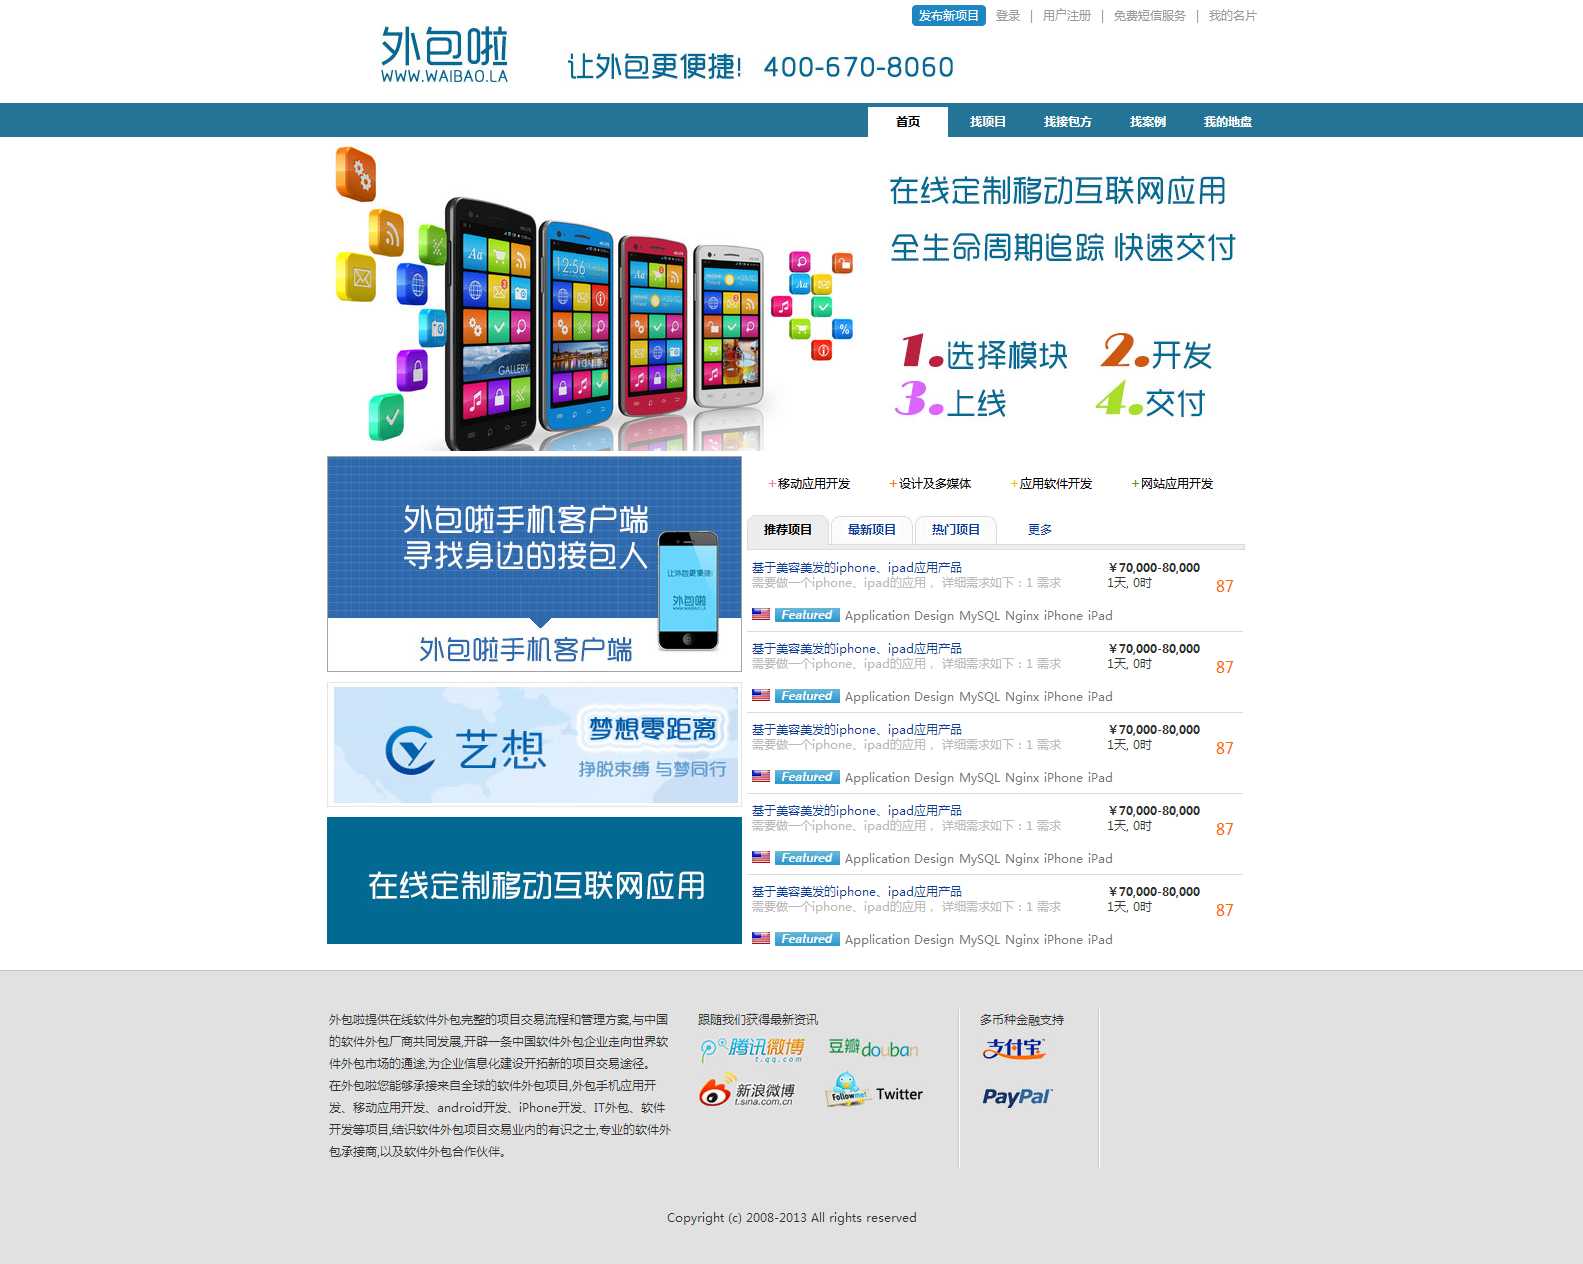 发布新项目 登录 | 用户注册 | 免费短信服务 | 我的名片
外包啦
WWW.WAIBAO.LA
让外包更便捷! 400-670-8060
首页 找项目 找接包方 找案例 我的地盘
在线定制移动互联网应用
全生命周期追踪 快速交付
12:56
GALLERY
1.选择模块 2.开发
3.上线 4.交付
外包啦手机客户端
寻找身边的接包人
让外包更便捷!
外包啦
WWW.WAIBAO.LA
外包啦手机客户端
艺想
梦想零距离
挣脱束缚 与梦同行
在线定制移动互联网应用
+移动应用开发 +设计及多媒体 +应用软件开发 +网站应用开发
推荐项目 最新项目 热门项目 更多
基于美容美发的iphone、ipad应用产品 ￥70,000-80,000
需要做一个iphone、ipad的应用， 详细需求如下：1 需求 1天, 0时 87
Featured Application Design MySQL Nginx iPhone iPad
基于美容美发的iphone、ipad应用产品 ￥70,000-80,000
需要做一个iphone、ipad的应用， 详细需求如下：1 需求 1天, 0时 87
Featured Application Design MySQL Nginx iPhone iPad
基于美容美发的iphone、ipad应用产品 ￥70,000-80,000
需要做一个iphone、ipad的应用， 详细需求如下：1 需求 1天, 0时 87
Featured Application Design MySQL Nginx iPhone iPad
基于美容美发的iphone、ipad应用产品 ￥70,000-80,000
需要做一个iphone、ipad的应用， 详细需求如下：1 需求 1天, 0时 87
Featured Application Design MySQL Nginx iPhone iPad
基于美容美发的iphone、ipad应用产品 ￥70,000-80,000
需要做一个iphone、ipad的应用， 详细需求如下：1 需求 1天, 0时 87
Featured Application Design MySQL Nginx iPhone iPad
外包啦提供在线软件外包完整的项目交易流程和管理方案,与中国
的软件外包厂商共同发展,开辟一条中国软件外包企业走向世界软
件外包市场的通途,为企业信息化建设开拓新的项目交易途径。
在外包啦您能够承接来自全球的软件外包项目,外包手机应用开
发、移动应用开发、android开发、iPhone开发、IT外包、软件
开发等项目,结识软件外包项目交易业内的有识之士,专业的软件外
包承接商,以及软件外包合作伙伴。
跟随我们获得最新资讯
腾讯微博
t.qq.com
豆瓣douban
新浪微博
t.sina.com.cn
Followme! Twitter
多币种金融支持
支付宝
PayPal
Copyright (c) 2008-2013 All rights reserved